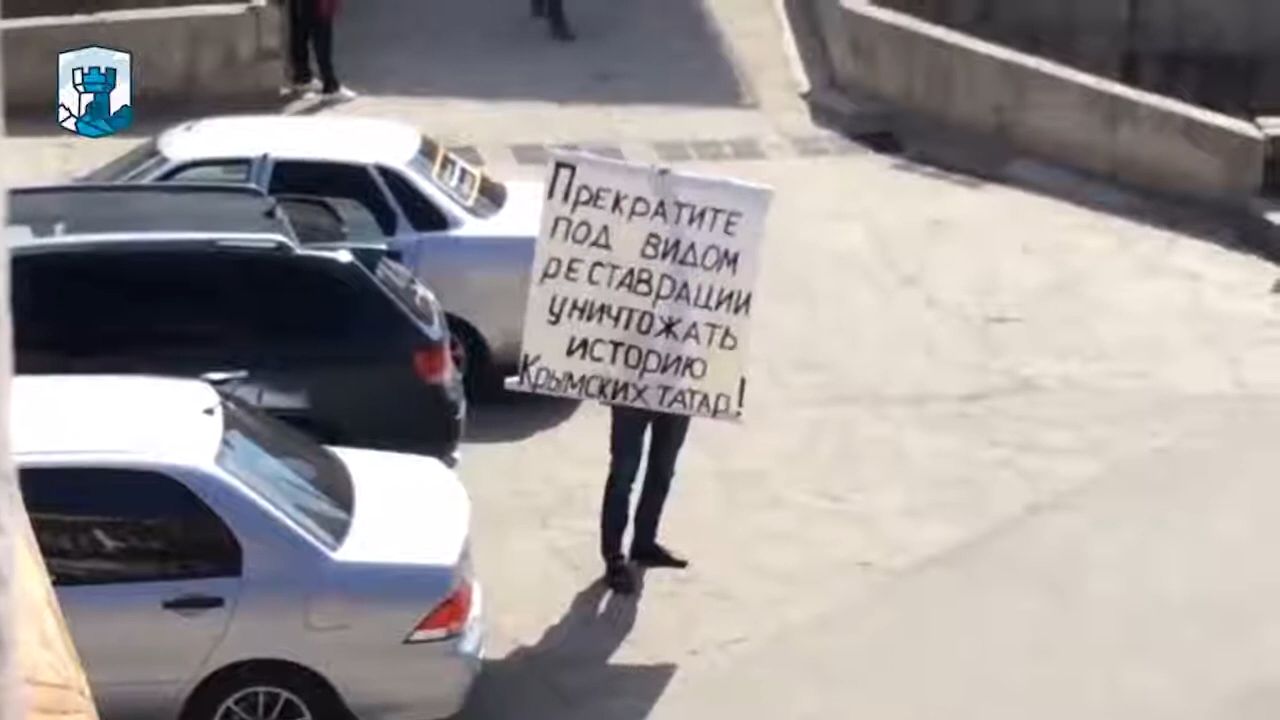 Прекратите
под видом
реставрации
уничтожать
историю
Крымских татар!